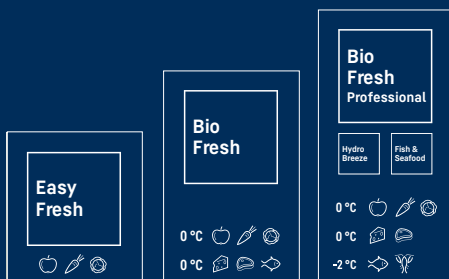 Easy
Fresh
Bio
Fresh
0 °C
0 °C
Bio
Fresh
Professional
Hydro
Breeze
Fish &
Seafood
0 °C
0 °C
-2 °C